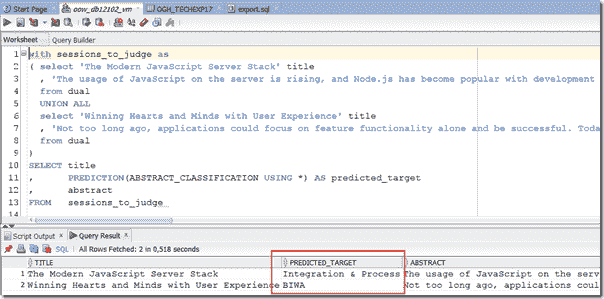 Start Page oow_db12102_vm OGH_TECHEXP17 export.sql
Worksheet Query Builder
1 with sessions_to_judge as
2 ( select 'The Modern JavaScript Server Stack' title
3 , 'The usage of JavaScript on the server is rising, and Node.js has become popular with development
4 from dual
5 UNION ALL
6 select 'Winning Hearts and Minds with User Experience' title
7 , 'Not too long ago, applications could focus on feature functionality alone and be successful. Toda
8 from dual
9 )
10 SELECT title
11 , PREDICTION(ABSTRACT_CLASSIFICATION USING *) AS predicted_target
12 , abstract
13 FROM sessions_to_judge
Script Output Query Result
SQL All Rows Fetched: 2 in 0,518 seconds
TITLE PREDICTED_TARGET ABSTRACT
1 The Modern JavaScript Server Stack Integration & Process The usage of JavaScript on the serv
2 Winning Hearts and Minds with User Experience BIWA Not too long ago, applications coul